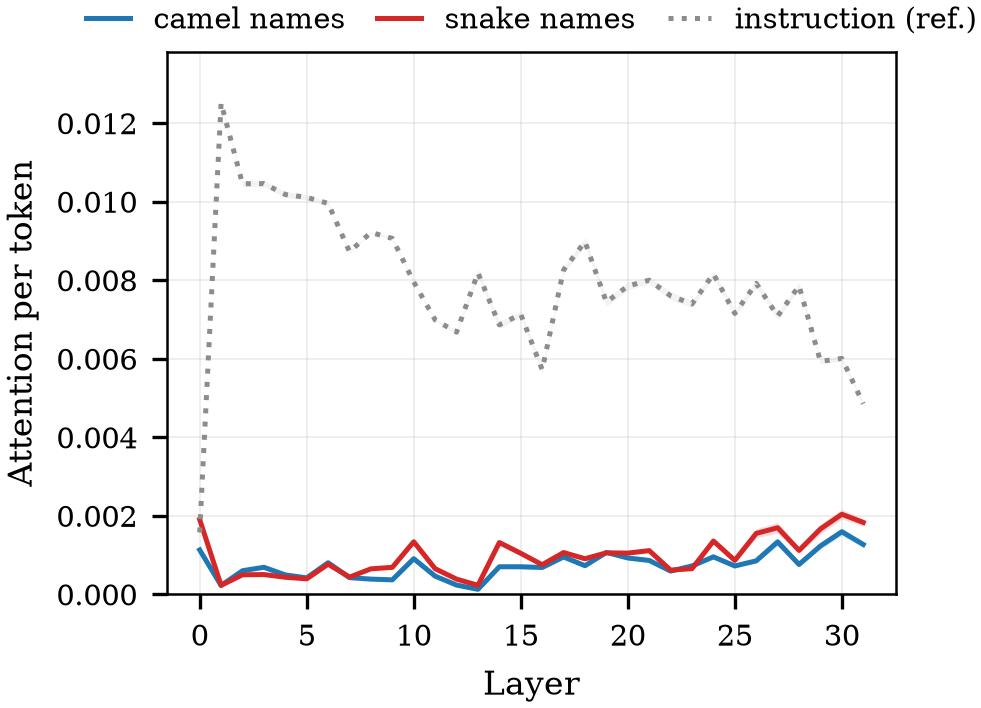 camel names snake names instruction (ref.)
Attention per token
0.012
0.010
0.008
0.006
0.004
0.002
0.000
0 5 10 15 20 25 30
Layer